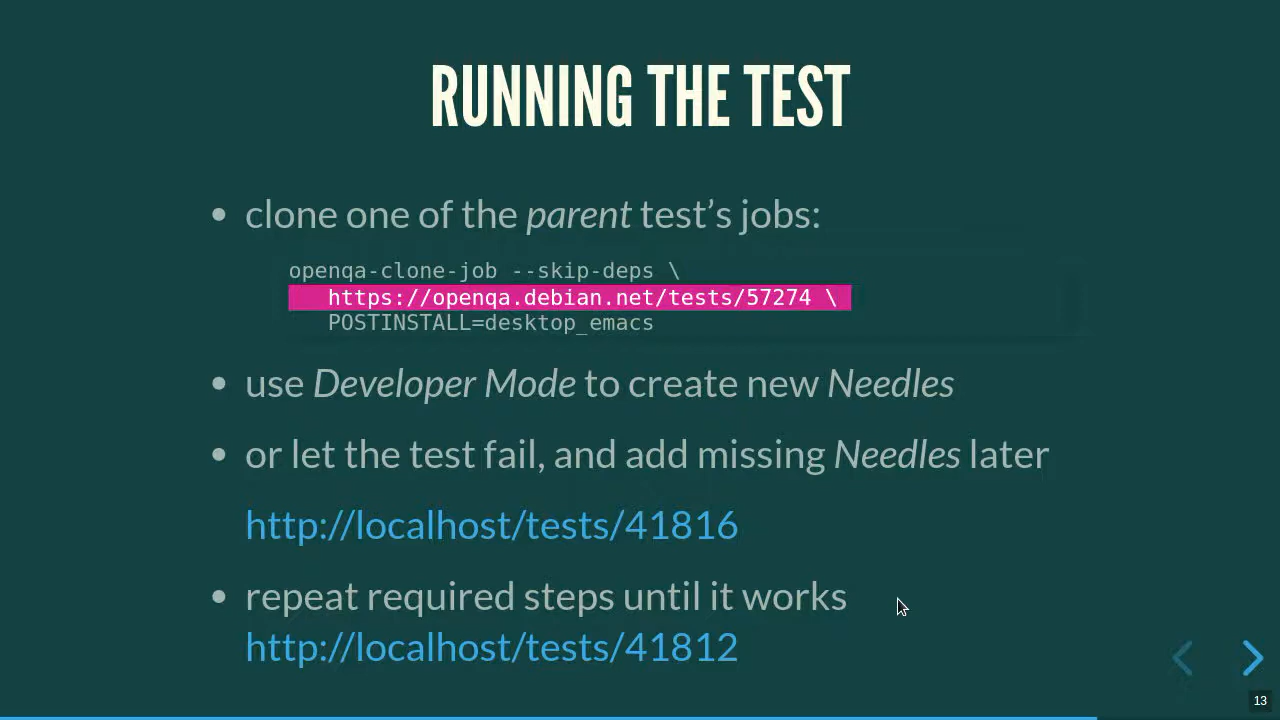 RUNNING THE TEST
• clone one of the parent test’s jobs:
openqa-clone-job --skip-deps \
https://openqa.debian.net/tests/57274 \
POSTINSTALL=desktop_emacs
• use Developer Mode to create new Needles
• or let the test fail, and add missing Needles later
http://localhost/tests/41816
• repeat required steps until it works
http://localhost/tests/41812
13